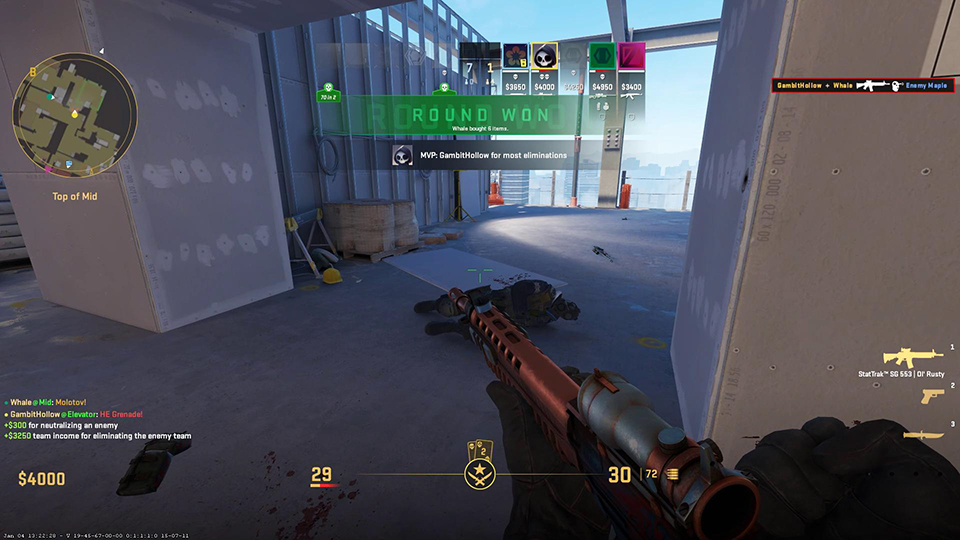 B
Top of Mid
7 1
$3650 $4000 $4250 $4950 $3400
70 in 2
ROUND WON
Whale bought 6 items.
MVP: GambitHollow for most eliminations
GambitHollow + Whale Enemy Maple
60 x 120
1
StatTrak™ SG 553 | Ol' Rusty
2
3
Whale@Mid: Molotov!
GambitHollow@Elevator: HE Grenade!
+$300 for neutralizing an enemy
+$3250 team income for eliminating the enemy team
$4000
29
2
30 | 72